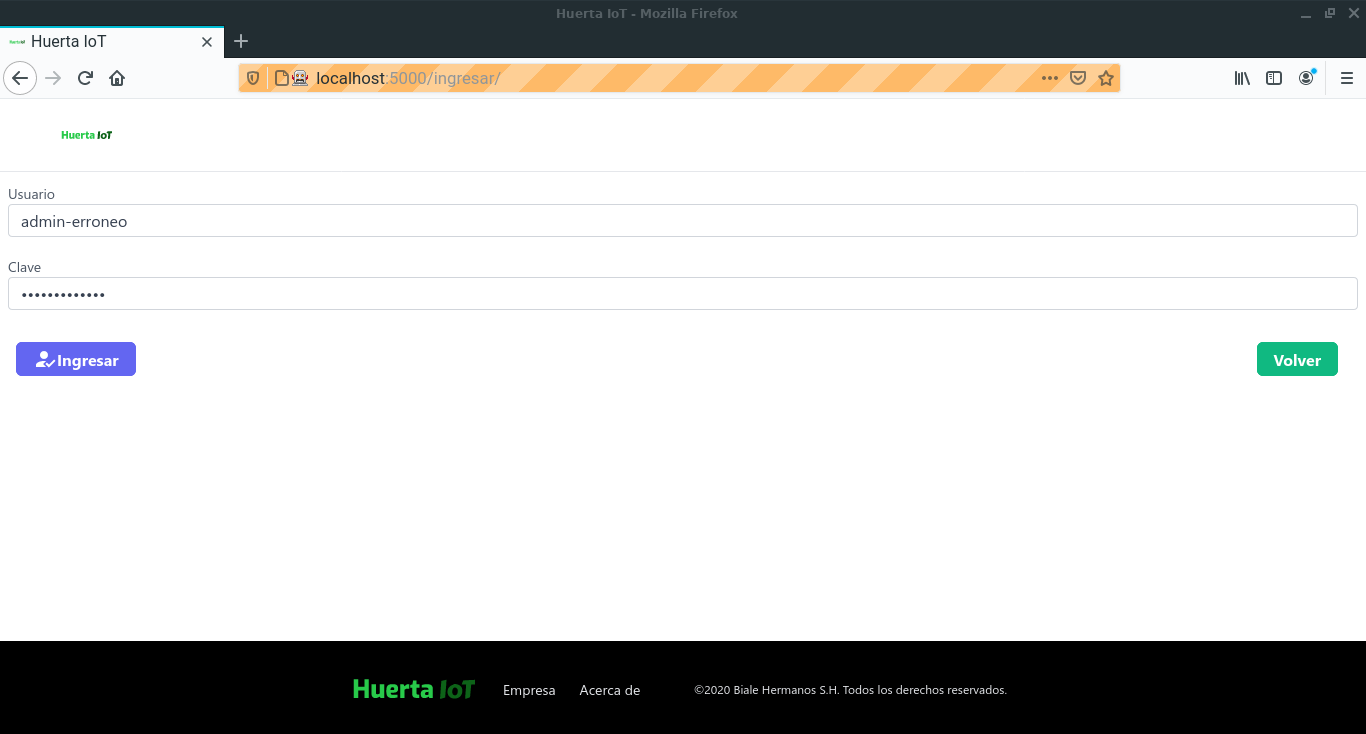 Huerta IoT - Mozilla Firefox
Huerta IoT
localhost:5000/ingresar/
Huerta IoT
Usuario
admin-erroneo
Clave
•••••••••••••
Ingresar
Volver
Huerta IoT
Empresa
Acerca de
©2020 Biale Hermanos S.H. Todos los derechos reservados.